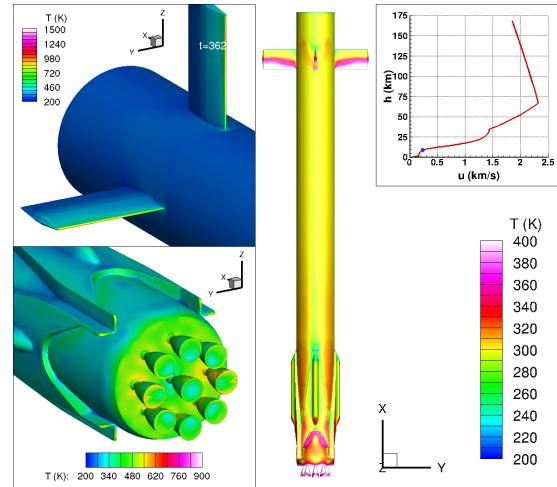 T (K)
1500
1240
980
720
460
200
X
Z
Y
t=362
Z
X
Y
T (K):
200 340 480 620 760 900
175
150
125
100
75
50
25
0
h (km)
0 0.5 1 1.5 2 2.5
u (km/s)
T (K)
400
380
360
340
320
300
280
260
240
220
200
X
Z
Y